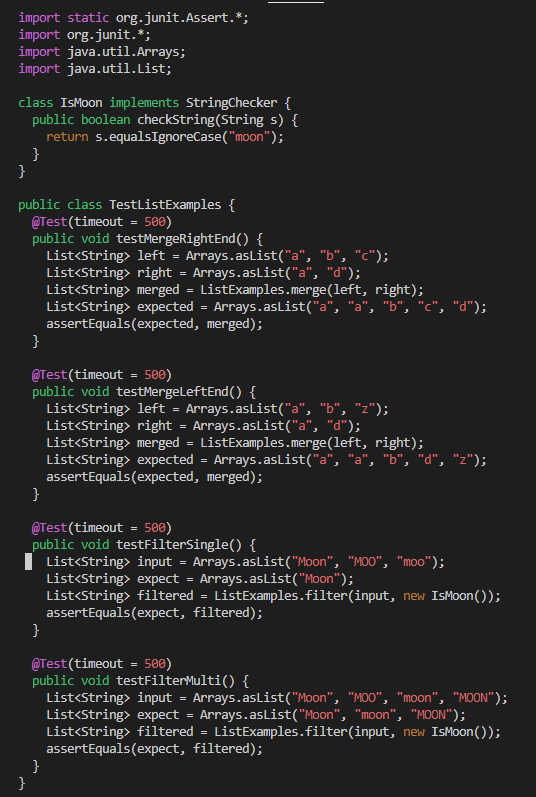 import static org.junit.Assert.*;
import org.junit.*;
import java.util.Arrays;
import java.util.List;

class IsMoon implements StringChecker {
  public boolean checkString(String s) {
    return s.equalsIgnoreCase("moon");
  }
}

public class TestListExamples {
  @Test(timeout = 500)
  public void testMergeRightEnd() {
    List<String> left = Arrays.asList("a", "b", "c");
    List<String> right = Arrays.asList("a", "d");
    List<String> merged = ListExamples.merge(left, right);
    List<String> expected = Arrays.asList("a", "a", "b", "c", "d");
    assertEquals(expected, merged);
  }

  @Test(timeout = 500)
  public void testMergeLeftEnd() {
    List<String> left = Arrays.asList("a", "b", "z");
    List<String> right = Arrays.asList("a", "d");
    List<String> merged = ListExamples.merge(left, right);
    List<String> expected = Arrays.asList("a", "a", "b", "d", "z");
    assertEquals(expected, merged);
  }

  @Test(timeout = 500)
  public void testFilterSingle() {
    List<String> input = Arrays.asList("Moon", "MOO", "moo");
    List<String> expect = Arrays.asList("Moon");
    List<String> filtered = ListExamples.filter(input, new IsMoon());
    assertEquals(expect, filtered);
  }

  @Test(timeout = 500)
  public void testFilterMulti() {
    List<String> input = Arrays.asList("Moon", "MOO", "moon", "MOON");
    List<String> expect = Arrays.asList("Moon", "moon", "MOON");
    List<String> filtered = ListExamples.filter(input, new IsMoon());
    assertEquals(expect, filtered);
  }
}